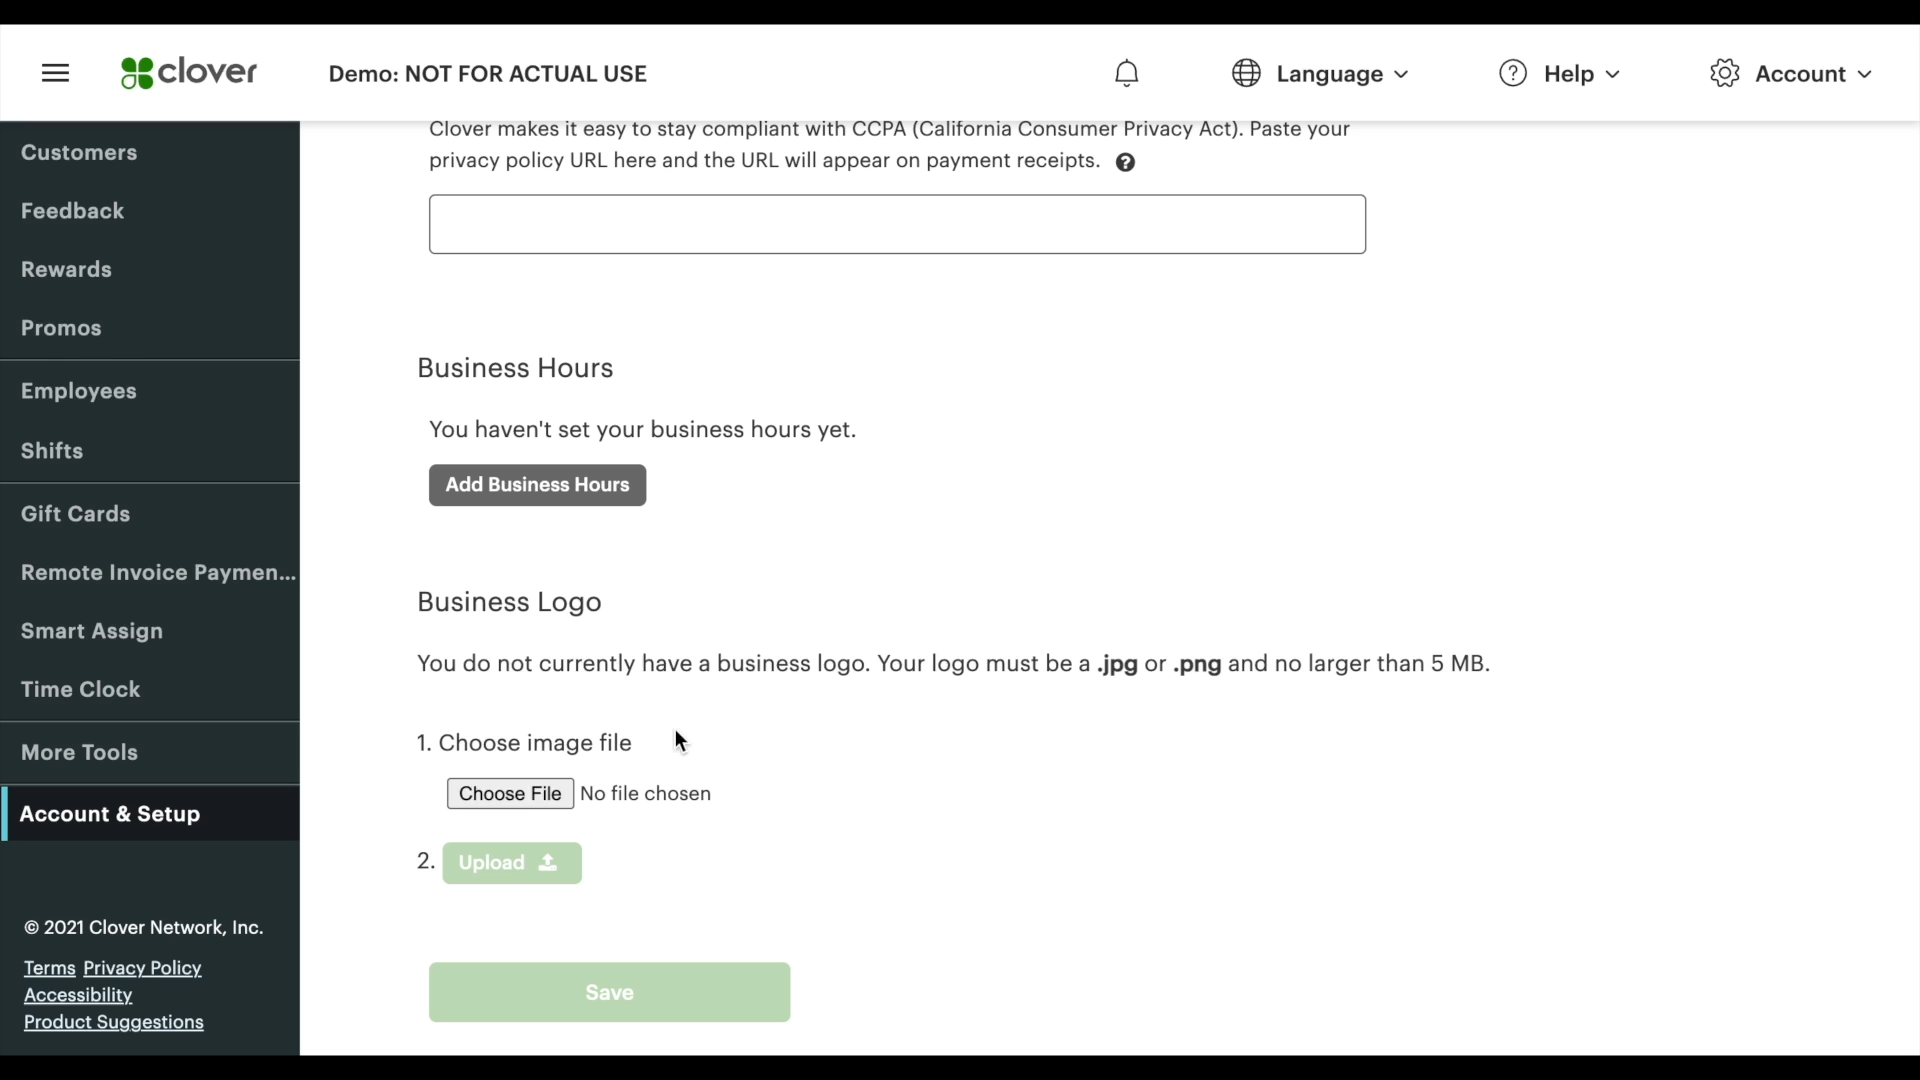 clover
Demo: NOT FOR ACTUAL USE
Language
Help
Account
Customers
Feedback
Rewards
Promos
Employees
Shifts
Gift Cards
Remote Invoice Paymen...
Smart Assign
Time Clock
More Tools
Account & Setup
© 2021 Clover Network, Inc.
Terms Privacy Policy
Accessibility
Product Suggestions
Clover makes it easy to stay compliant with CCPA (California Consumer Privacy Act). Paste your
privacy policy URL here and the URL will appear on payment receipts. ?
Business Hours
You haven't set your business hours yet.
Add Business Hours
Business Logo
You do not currently have a business logo. Your logo must be a .jpg or .png and no larger than 5 MB.
1. Choose image file
Choose File No file chosen
2. Upload
Save